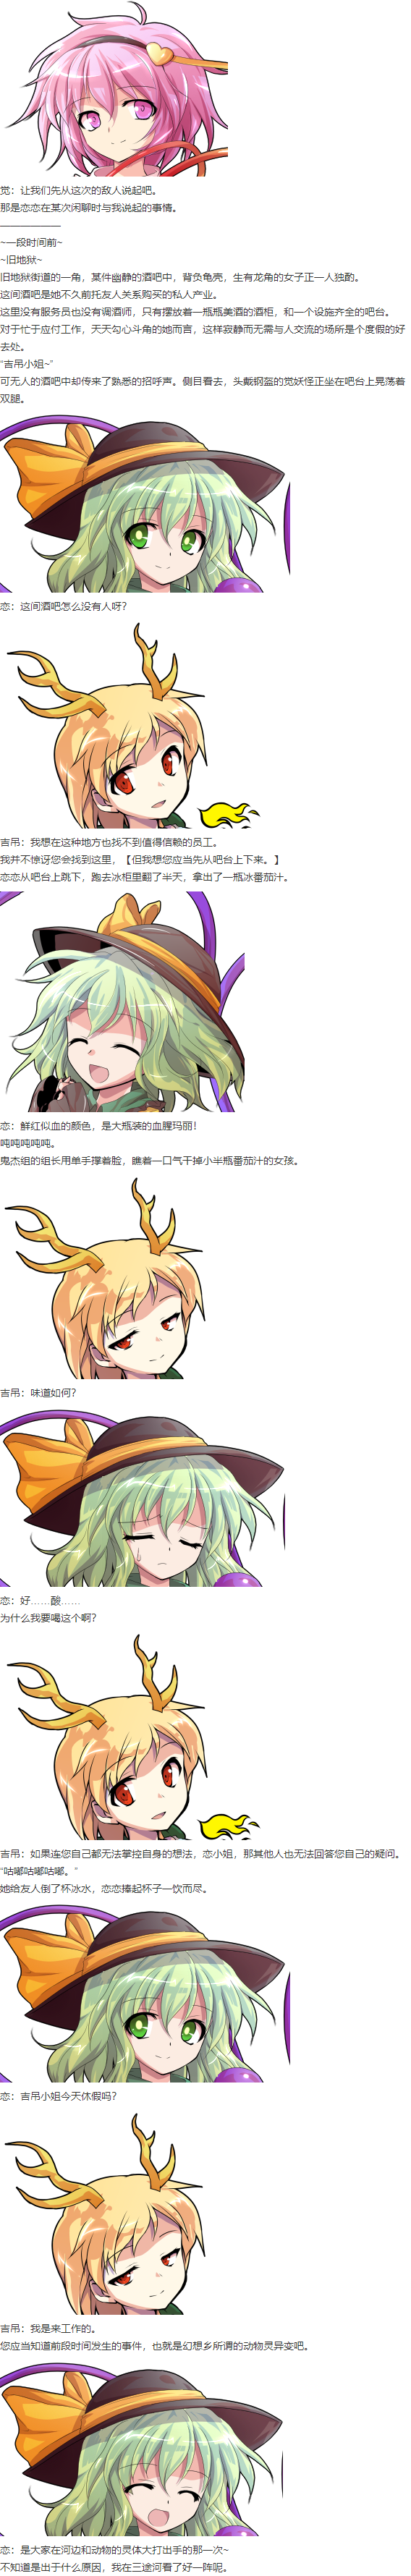 觉：让我们先从这次的敌人说起吧。
那是恋恋在某次闲聊时与我说起的事情。
——————
~一段时间前~
~旧地狱~
旧地狱街道的一角，某件幽静的酒吧中，背负龟壳，生有龙角的女子正一人独酌。
这间酒吧是她不久前托友人关系购买的私人产业。
这里没有服务员也没有调酒师，只有摆放着一瓶瓶美酒的酒柜，和一个设施齐全的吧台。
对于忙于应付工作，天天勾心斗角的她而言，这样寂静而无需与人交流的场所是个度假的好
去处。
“吉吊小姐~”
可无人的酒吧中却传来了熟悉的招呼声。侧目看去，头戴钢盔的觉妖怪正坐在吧台上晃荡着
双腿。
恋：这间酒吧怎么没有人呀？
吉吊：我想在这种地方也找不到值得信赖的员工。
我并不惊讶您会找到这里，【但我想您应当先从吧台上下来。】
恋恋从吧台上跳下，跑去冰柜里翻了半天，拿出了一瓶冰番茄汁。
恋：鲜红似血的颜色，是大瓶装的血腥玛丽！
吨吨吨吨吨。
鬼杰组的组长用单手撑着脸，瞧着一口气干掉小半瓶番茄汁的女孩。
吉吊：味道如何？
恋：好……酸……
为什么我要喝这个啊？
吉吊：如果连您自己都无法掌控自身的想法，恋小姐，那其他人也无法回答您自己的疑问。
“咕嘟咕嘟咕嘟。”
她给友人倒了杯冰水，恋恋捧起杯子一饮而尽。
恋：吉吊小姐今天休假吗？
吉吊：我是来工作的。
您应当知道前段时间发生的事件，也就是幻想乡所谓的动物灵异变吧。
恋：是大家在河边和动物的灵体大打出手的那一次~
不知道是出于什么原因，我在三途河看了好一阵呢。